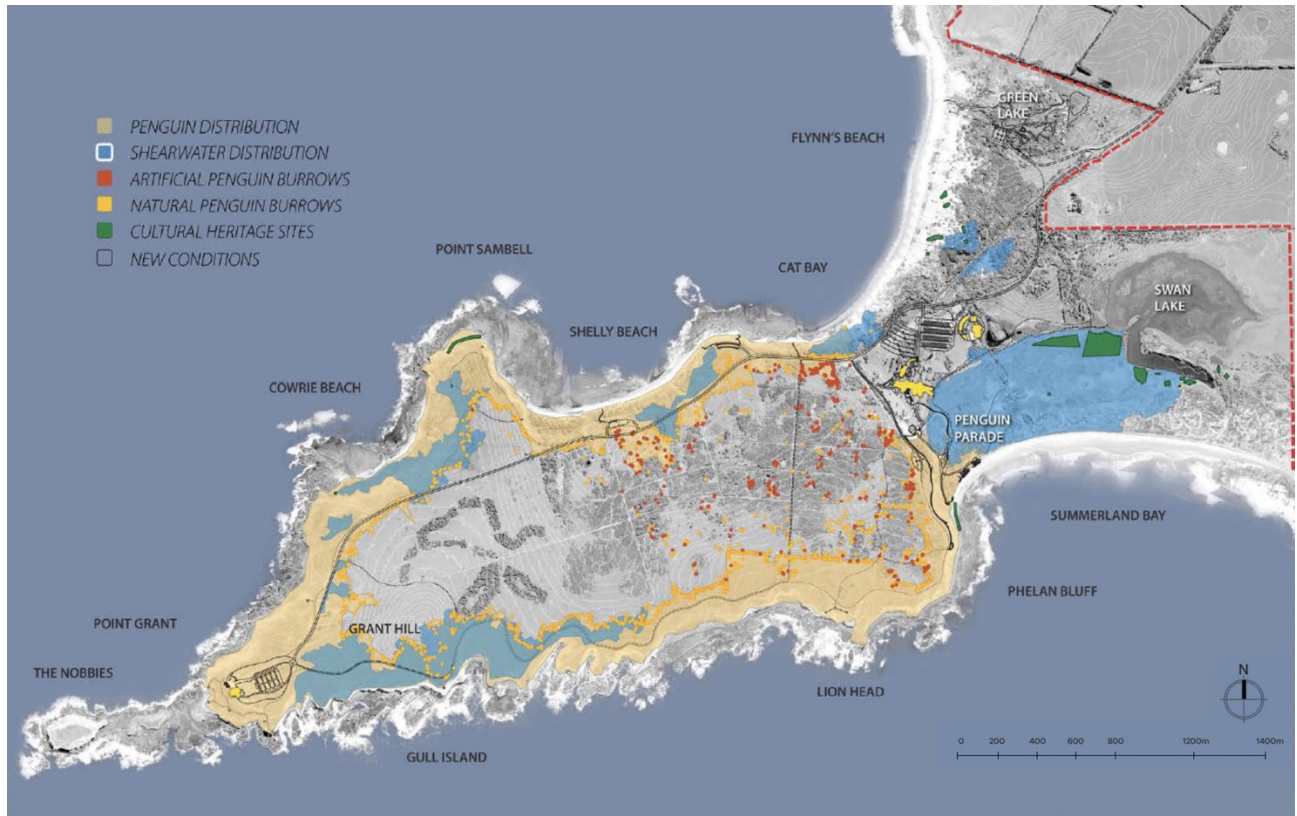 PENGUIN DISTRIBUTION
SHEARWATER DISTRIBUTION
ARTIFICIAL PENGUIN BURROWS
NATURAL PENGUIN BURROWS
CULTURAL HERITAGE SITES
NEW CONDITIONS
GREEN
LAKE
FLYNN'S BEACH
POINT SAMBELL
CAT BAY
SWAN
LAKE
SHELLY BEACH
COWRIE BEACH
PENGUIN
PARADE
SUMMERLAND BAY
PHELAN BLUFF
POINT GRANT
GRANT HILL
THE NOBBIES
LION HEAD
N
GULL ISLAND
0 200 400 600 800 1200m 1400m